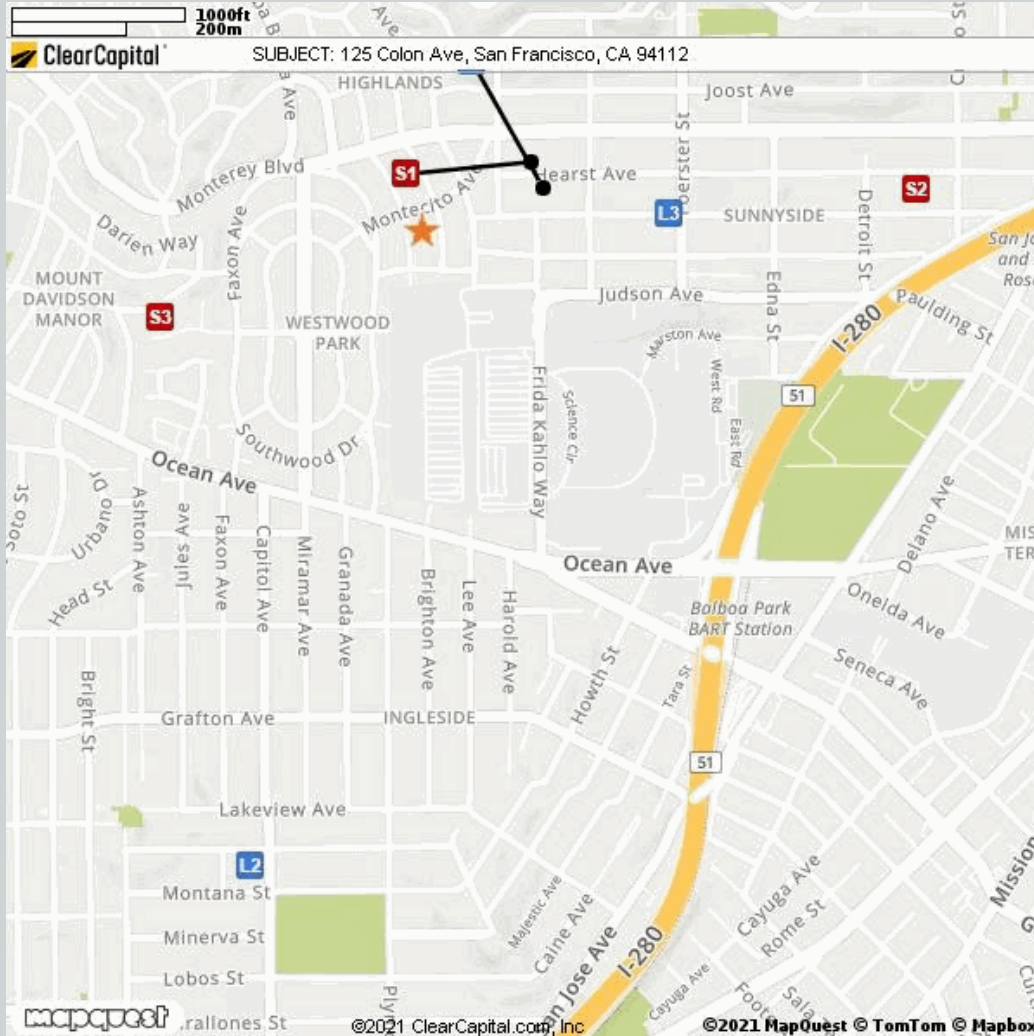 1000ft
200m
ClearCapital
SUBJECT: 125 Colon Ave, San Francisco, CA 94112
HIGHLANDS
Joost Ave
Monterey Blvd
S1
Hearst Ave
S2
Montecito Ave
L3
SUNNYSIDE
Detroit St
Darien Way
Faxon Ave
MOUNT
DAVIDSON
MANOR
S3
WESTWOOD
PARK
Judson Ave
Edna St
Paulding St
I-280
Marston Ave
West Rd
East Rd
51
Frida Kahlo Way
Science Cir
Southwood Dr
Ocean Ave
Urbano Dr
Ashton Ave
Jules Ave
Faxon Ave
Capitol Ave
Miramar Ave
Granada Ave
Brighton Ave
Lee Ave
Harold Ave
Ocean Ave
Delano Ave
Head St
Balboa Park
BART Station
Oneida Ave
Seneca Ave
Howth St
Tara St
Bright St
Grafton Ave
INGLESIDE
51
Lakeview Ave
L2
Montana St
Minerva St
Lobos St
Majestic Ave
Caine Ave
I-280
Cayuga Ave
Rome St
Cayuga Ave
Mission
mapquest
©2021 ClearCapital.com, Inc
©2021 MapQuest © TomTom © Mapbo